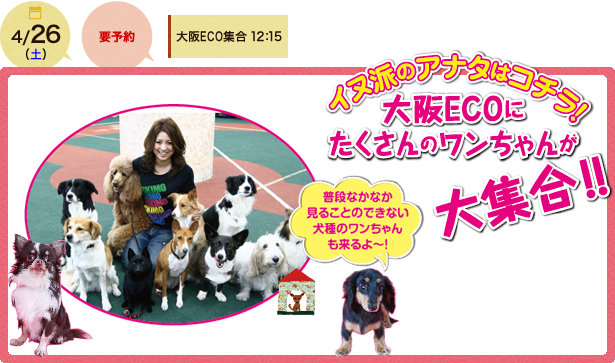 4/26
(土)
要予約
大阪ECO集合 12:15
イヌ派のアナタはコチラ!
大阪ECOに
たくさんのワンちゃんが
大集合!!
普段なかなか
見ることのできない
犬種のワンちゃん
も来るよ～!